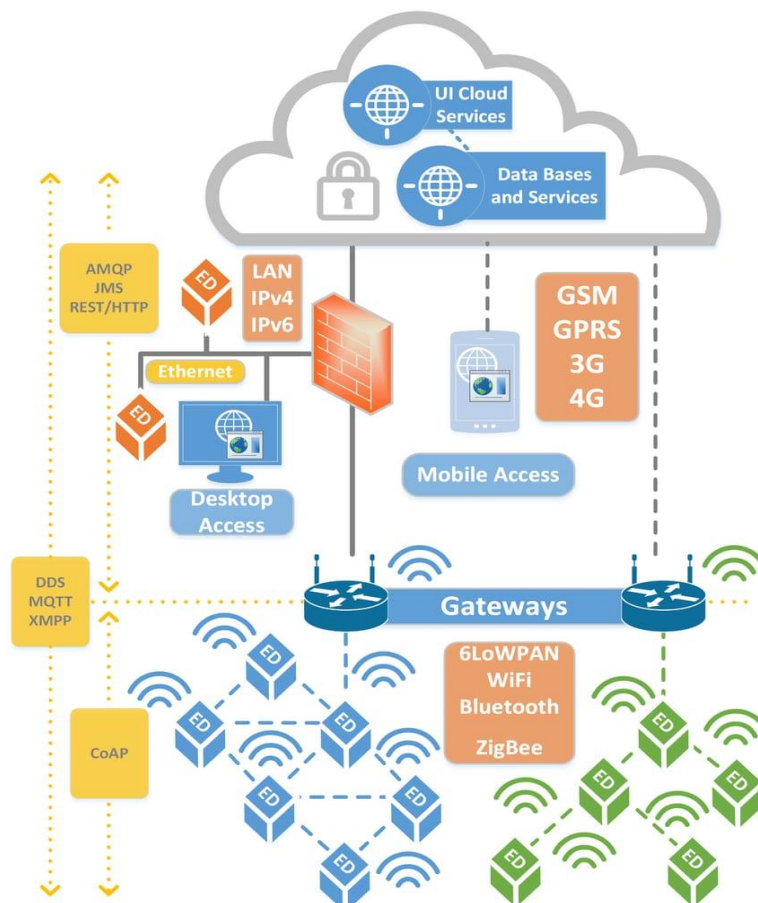 UI Cloud
Services
Data Bases
and Services
AMQP
JMS
REST/HTTP
ED
LAN
IPv4
IPv6
GSM
GPRS
3G
4G
Ethernet
ED
Desktop
Access
Mobile Access
DDS
MQTT
XMPP
Gateways
6LoWPAN
WiFi
Bluetooth
ZigBee
CoAP
ED
ED
ED
ED
ED
ED
ED
ED
ED
ED
ED
ED